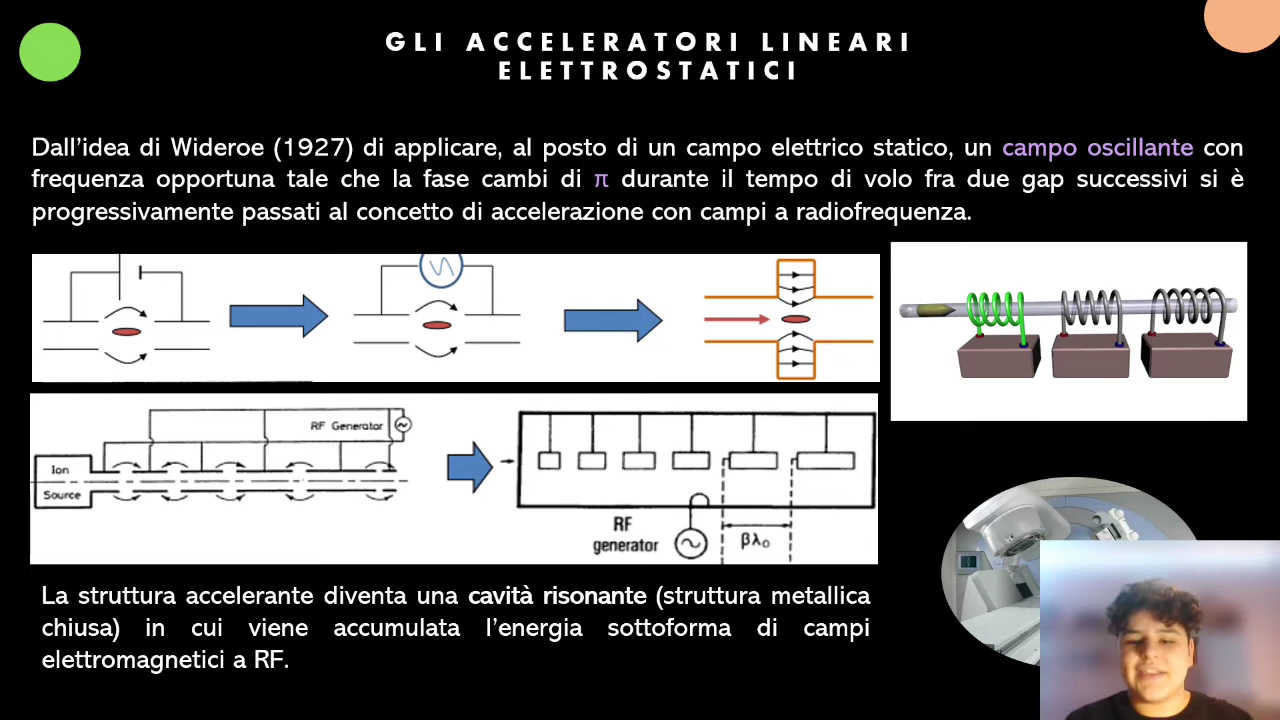 GLI ACCELERATORI LINEARI
ELETTROSTATICI
Dall'idea di Wideroe (1927) di applicare, al posto di un campo elettrico statico, un campo oscillante con
frequenza opportuna tale che la fase cambi di π durante il tempo di volo fra due gap successivi si è
progressivamente passati al concetto di accelerazione con campi a radiofrequenza.
RF Generator
Ion
Source
RF
generator
βλ₀
La struttura accelerante diventa una cavità risonante (struttura metallica
chiusa) in cui viene accumulata l'energia sottoforma di campi
elettromagnetici a RF.